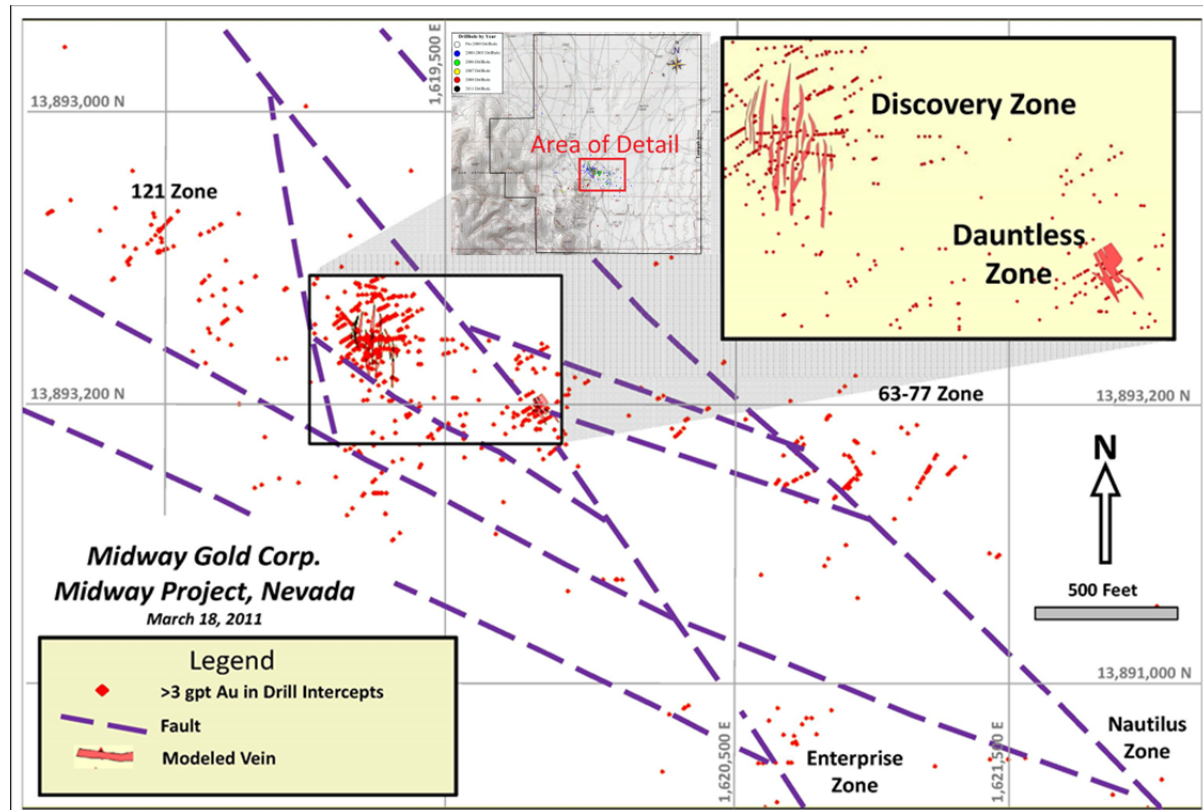 1,619,500 E
13,893,000 N
Drillhole by Year
N
Area of Detail
Discovery Zone
Dauntless
Zone
121 Zone
13,893,200 N
63-77 Zone
13,893,200 N
N
500 Feet
Midway Gold Corp.
Midway Project, Nevada
March 18, 2011
Legend
>3 gpt Au in Drill Intercepts
Fault
Modeled Vein
13,891,000 N
1,620,500 E
Enterprise
Zone
1,621,500 E
Nautilus
Zone